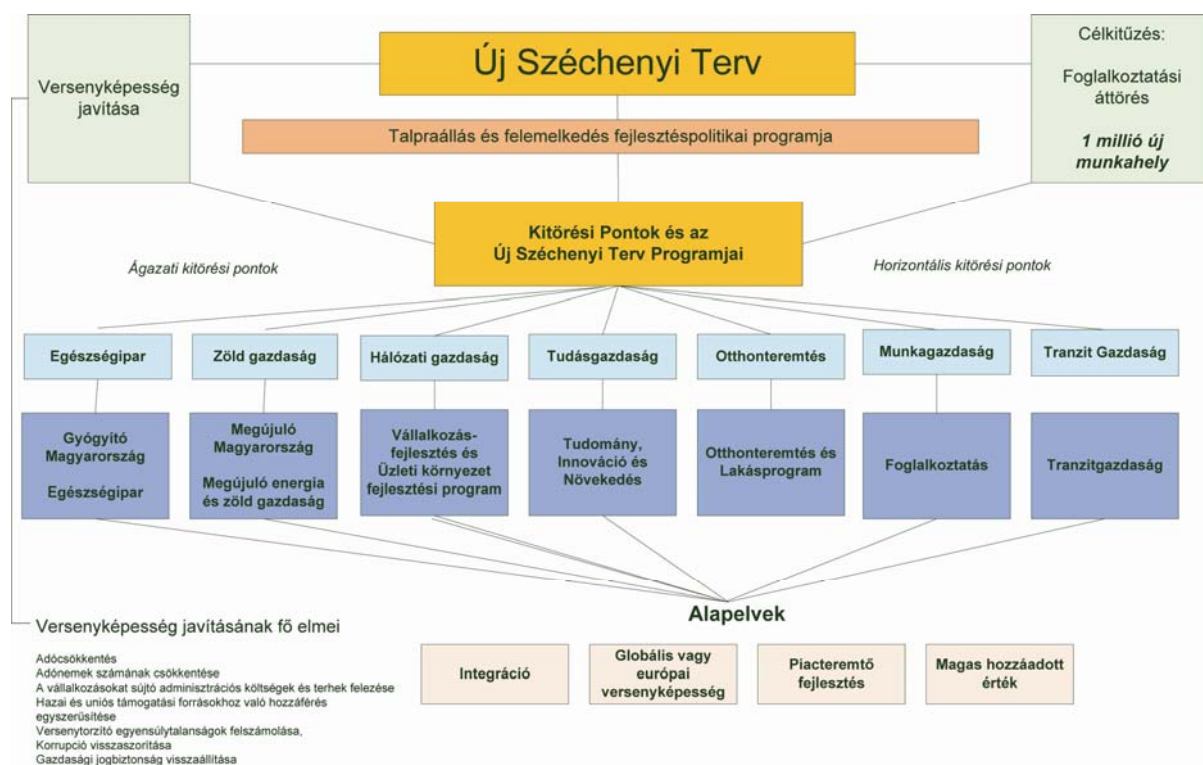 Versenyképesség
javítása
Új Széchenyi Terv
Célkitűzés:
Foglalkoztatási
áttörés
1 millió új
munkahely
Talpraállás és felemelkedés fejlesztéspolitikai programja
Kitörési Pontok és az
Új Széchenyi Terv Programjai
Ágazati kitörési pontok
Horizontális kitörési pontok
Egészségipar
Zöld gazdaság
Hálózati gazdaság
Tudásgazdaság
Otthonteremtés
Munkagazdaság
Tranzit Gazdaság
Gyógyító
Magyarország
Egészségipar
Megújuló
Magyarország
Megújuló energia
és zöld gazdaság
Vállalkozás-
fejlesztés és
Üzleti környezet
fejlesztési program
Tudomány,
Innováció és
Növekedés
Otthonteremtés és
Lakásprogram
Foglalkoztatás
Tranzitgazdaság
Alapelvek
Versenyképesség javításának fő elmei
Adócsökkentés
Adónemek számának csökkentése
A vállalkozásokat sújtó adminisztrációs költségek és terhek felezése
Hazai és uniós támogatási forrásokhoz való hozzáférés
egyszerűsítése
Versenytorzító egyensúlytalanságok felszámolása,
Korrupció visszaszorítása
Gazdasági jogbiztonság visszaállítása
Integráció
Globális vagy
európai
versenyképesség
Piacteremtő
fejlesztés
Magas hozzáadott
érték